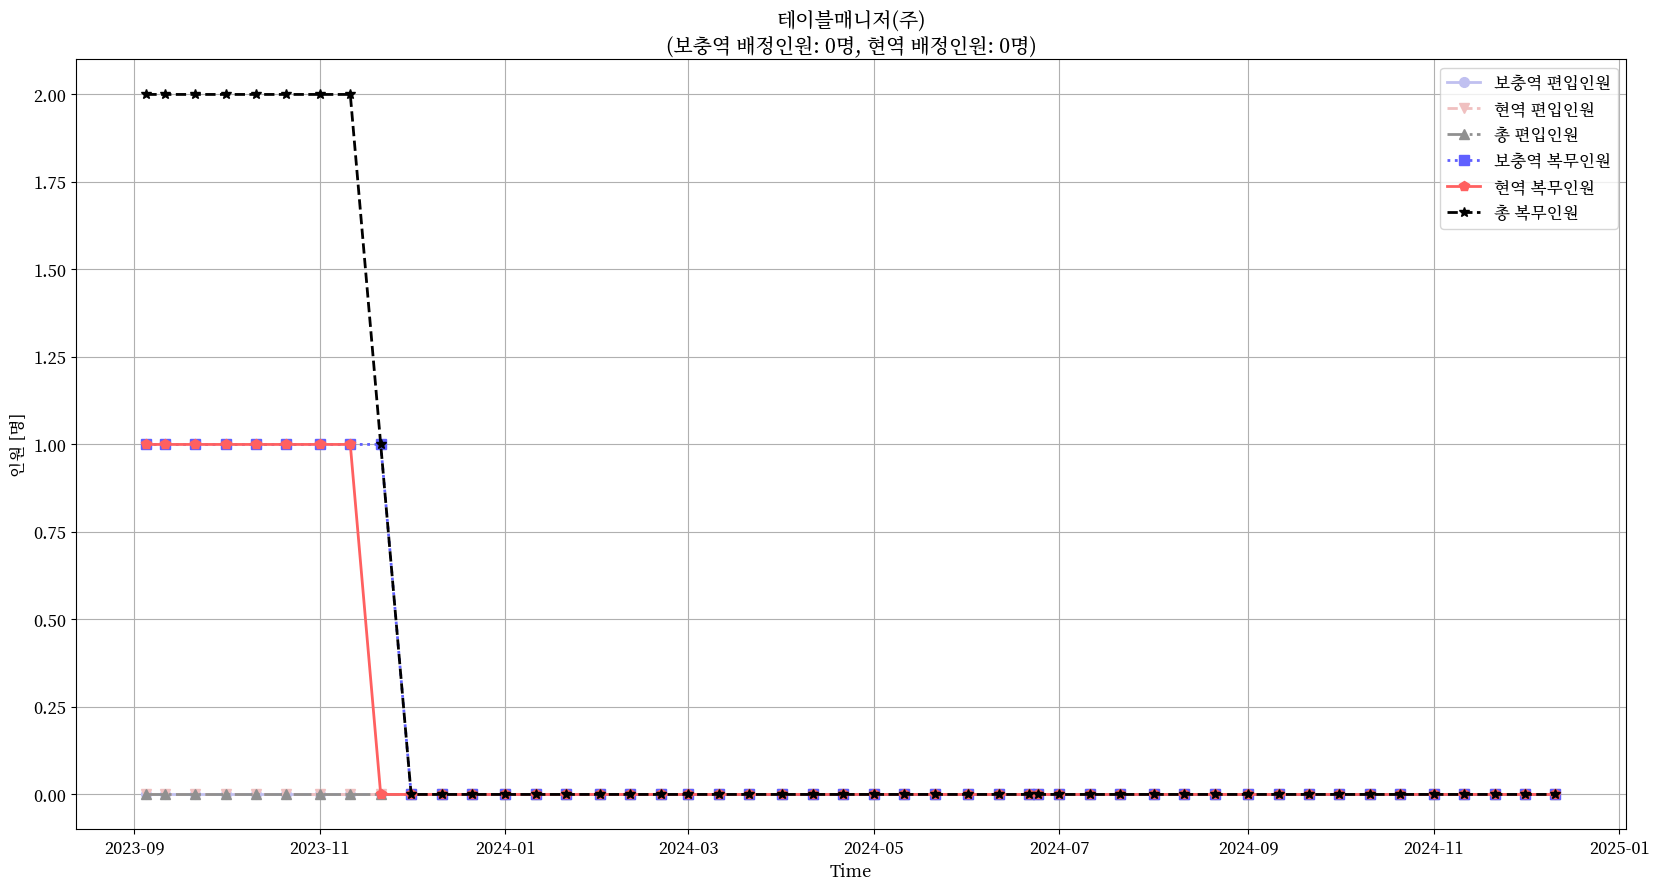 테이블매니저(주)
(보충역 배정인원: 0명, 현역 배정인원: 0명)
보충역 편입인원
현역 편입인원
총 편입인원
보충역 복무인원
현역 복무인원
총 복무인원
인원 [명]
2.00
1.75
1.50
1.25
1.00
0.75
0.50
0.25
0.00
2023-09
2023-11
2024-01
2024-03
2024-05
2024-07
2024-09
2024-11
2025-01
Time